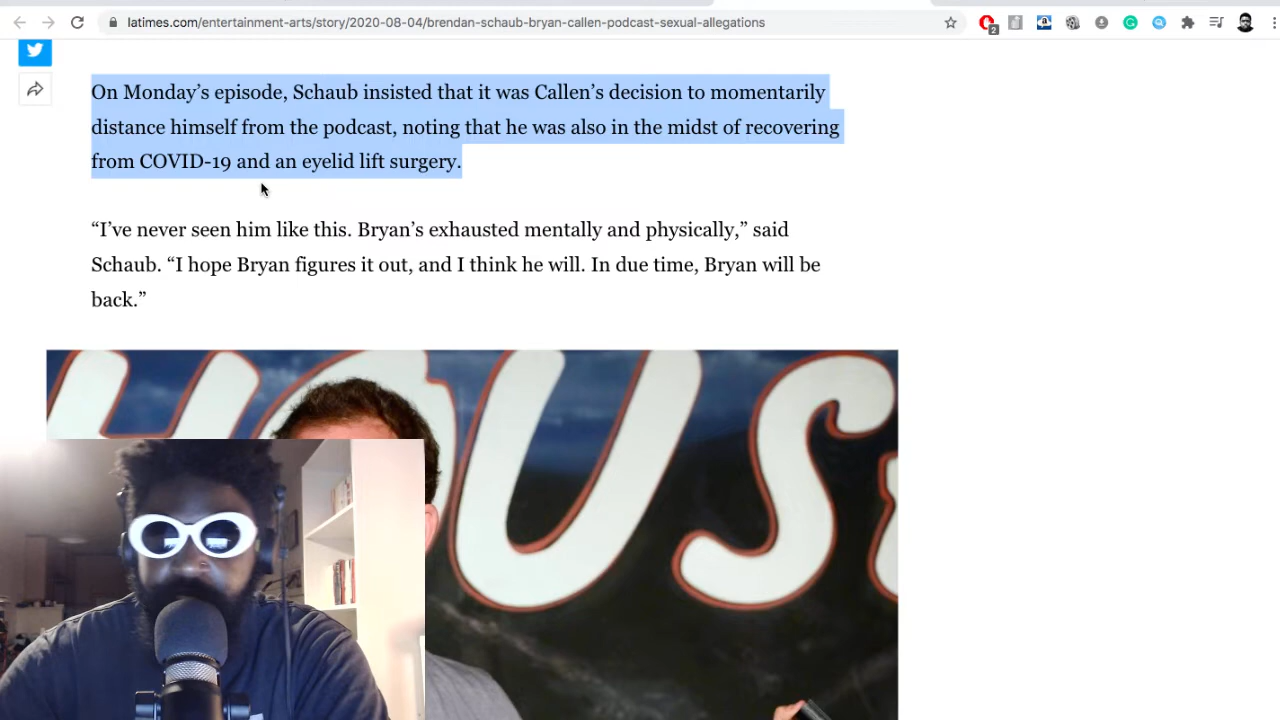 latimes.com/entertainment-arts/story/2020-08-04/brendan-schaub-bryan-callen-podcast-sexual-allegations
2
On Monday’s episode, Schaub insisted that it was Callen’s decision to momentarily
distance himself from the podcast, noting that he was also in the midst of recovering
from COVID-19 and an eyelid lift surgery.
“I’ve never seen him like this. Bryan’s exhausted mentally and physically,” said
Schaub. “I hope Bryan figures it out, and I think he will. In due time, Bryan will be
back.”
HOUS